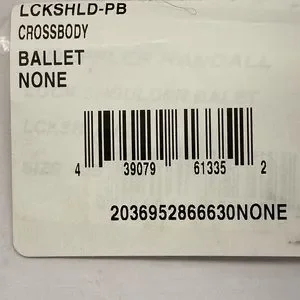 LCKSHLD-PB
CROSSBODY
BALLET
NONE
4 39079 61335 2
2036952866630NONE